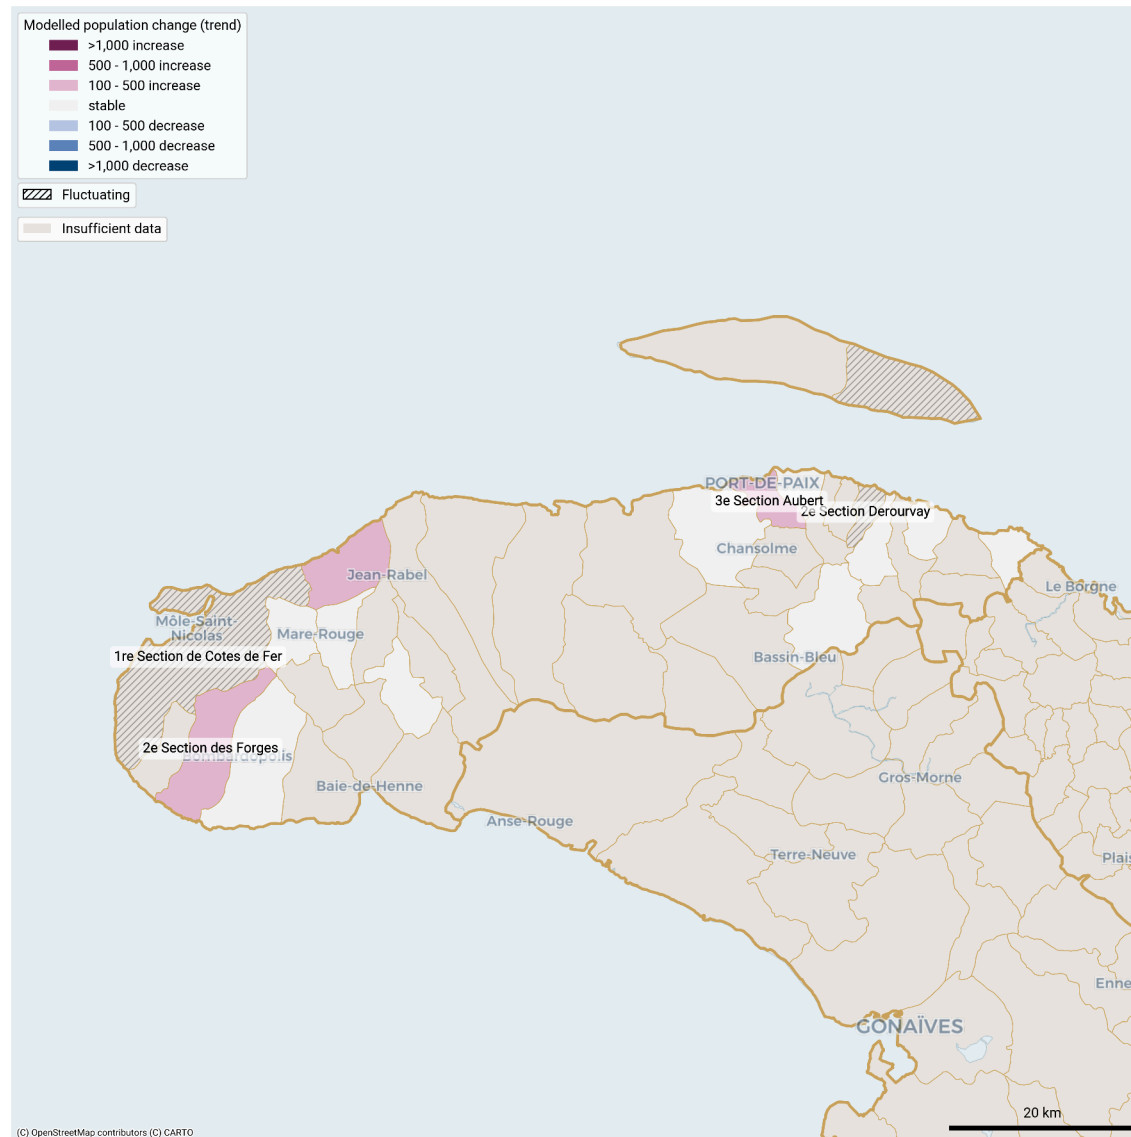 Modelled population change (trend)
>1,000 increase
500 - 1,000 increase
100 - 500 increase
stable
100 - 500 decrease
500 - 1,000 decrease
>1,000 decrease
Fluctuating
Insufficient data
PORT-DE-PAIX
3e Section Aubert
2e Section Derourvay
Chansolme
Jean-Rabel
Le Borgne
Môle-Saint-
Nicolas
Mare-Rouge
1re Section de Cotes de Fer
Bassin-Bleu
2e Section des Forges
Bombardopolis
Baie-de-Henne
Gros-Morne
Anse-Rouge
Terre-Neuve
Plais
Enne
GONAÏVES
20 km
(C) OpenStreetMap contributors (C) CARTO